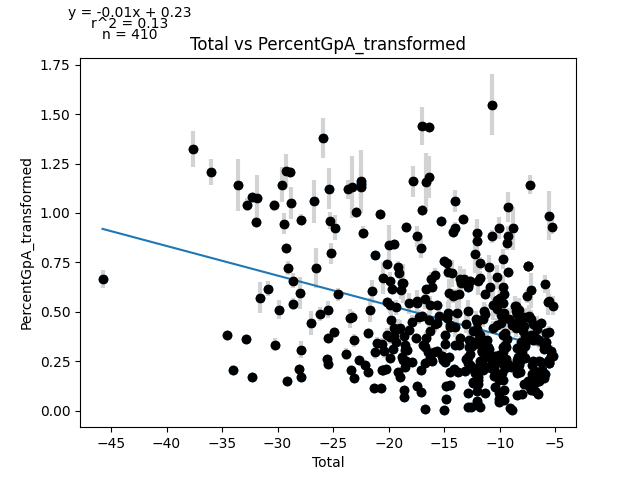 y = -0.01x + 0.23
r^2 = 0.13
n = 410
Total vs PercentGpA_transformed
1.75
1.50
1.25
1.00
0.75
0.50
0.25
0.00
PercentGpA_transformed
−45 −40 −35 −30 −25 −20 −15 −10 −5
Total